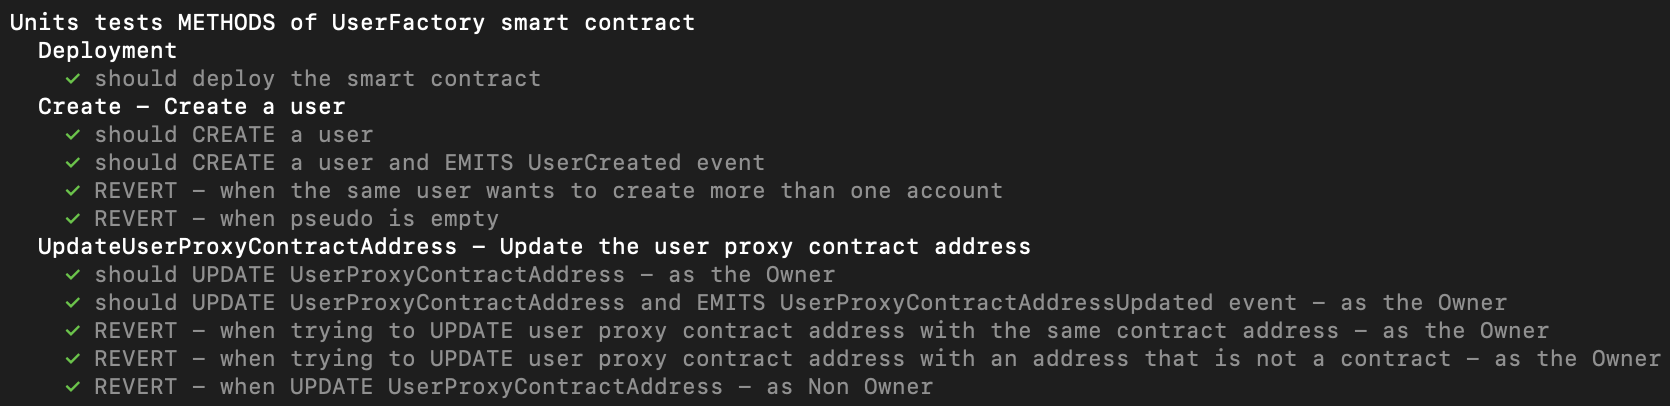 Units tests METHODS of UserFactory smart contract
Deployment
✓ should deploy the smart contract
Create – Create a user
✓ should CREATE a user
✓ should CREATE a user and EMITS UserCreated event
✓ REVERT – when the same user wants to create more than one account
✓ REVERT – when pseudo is empty
UpdateUserProxyContractAddress – Update the user proxy contract address
✓ should UPDATE UserProxyContractAddress – as the Owner
✓ should UPDATE UserProxyContractAddress and EMITS UserProxyContractAddressUpdated event – as the Owner
✓ REVERT – when trying to UPDATE user proxy contract address with the same contract address – as the Owner
✓ REVERT – when trying to UPDATE user proxy contract address with an address that is not a contract – as the Owner
✓ REVERT – when UPDATE UserProxyContractAddress – as Non Owner